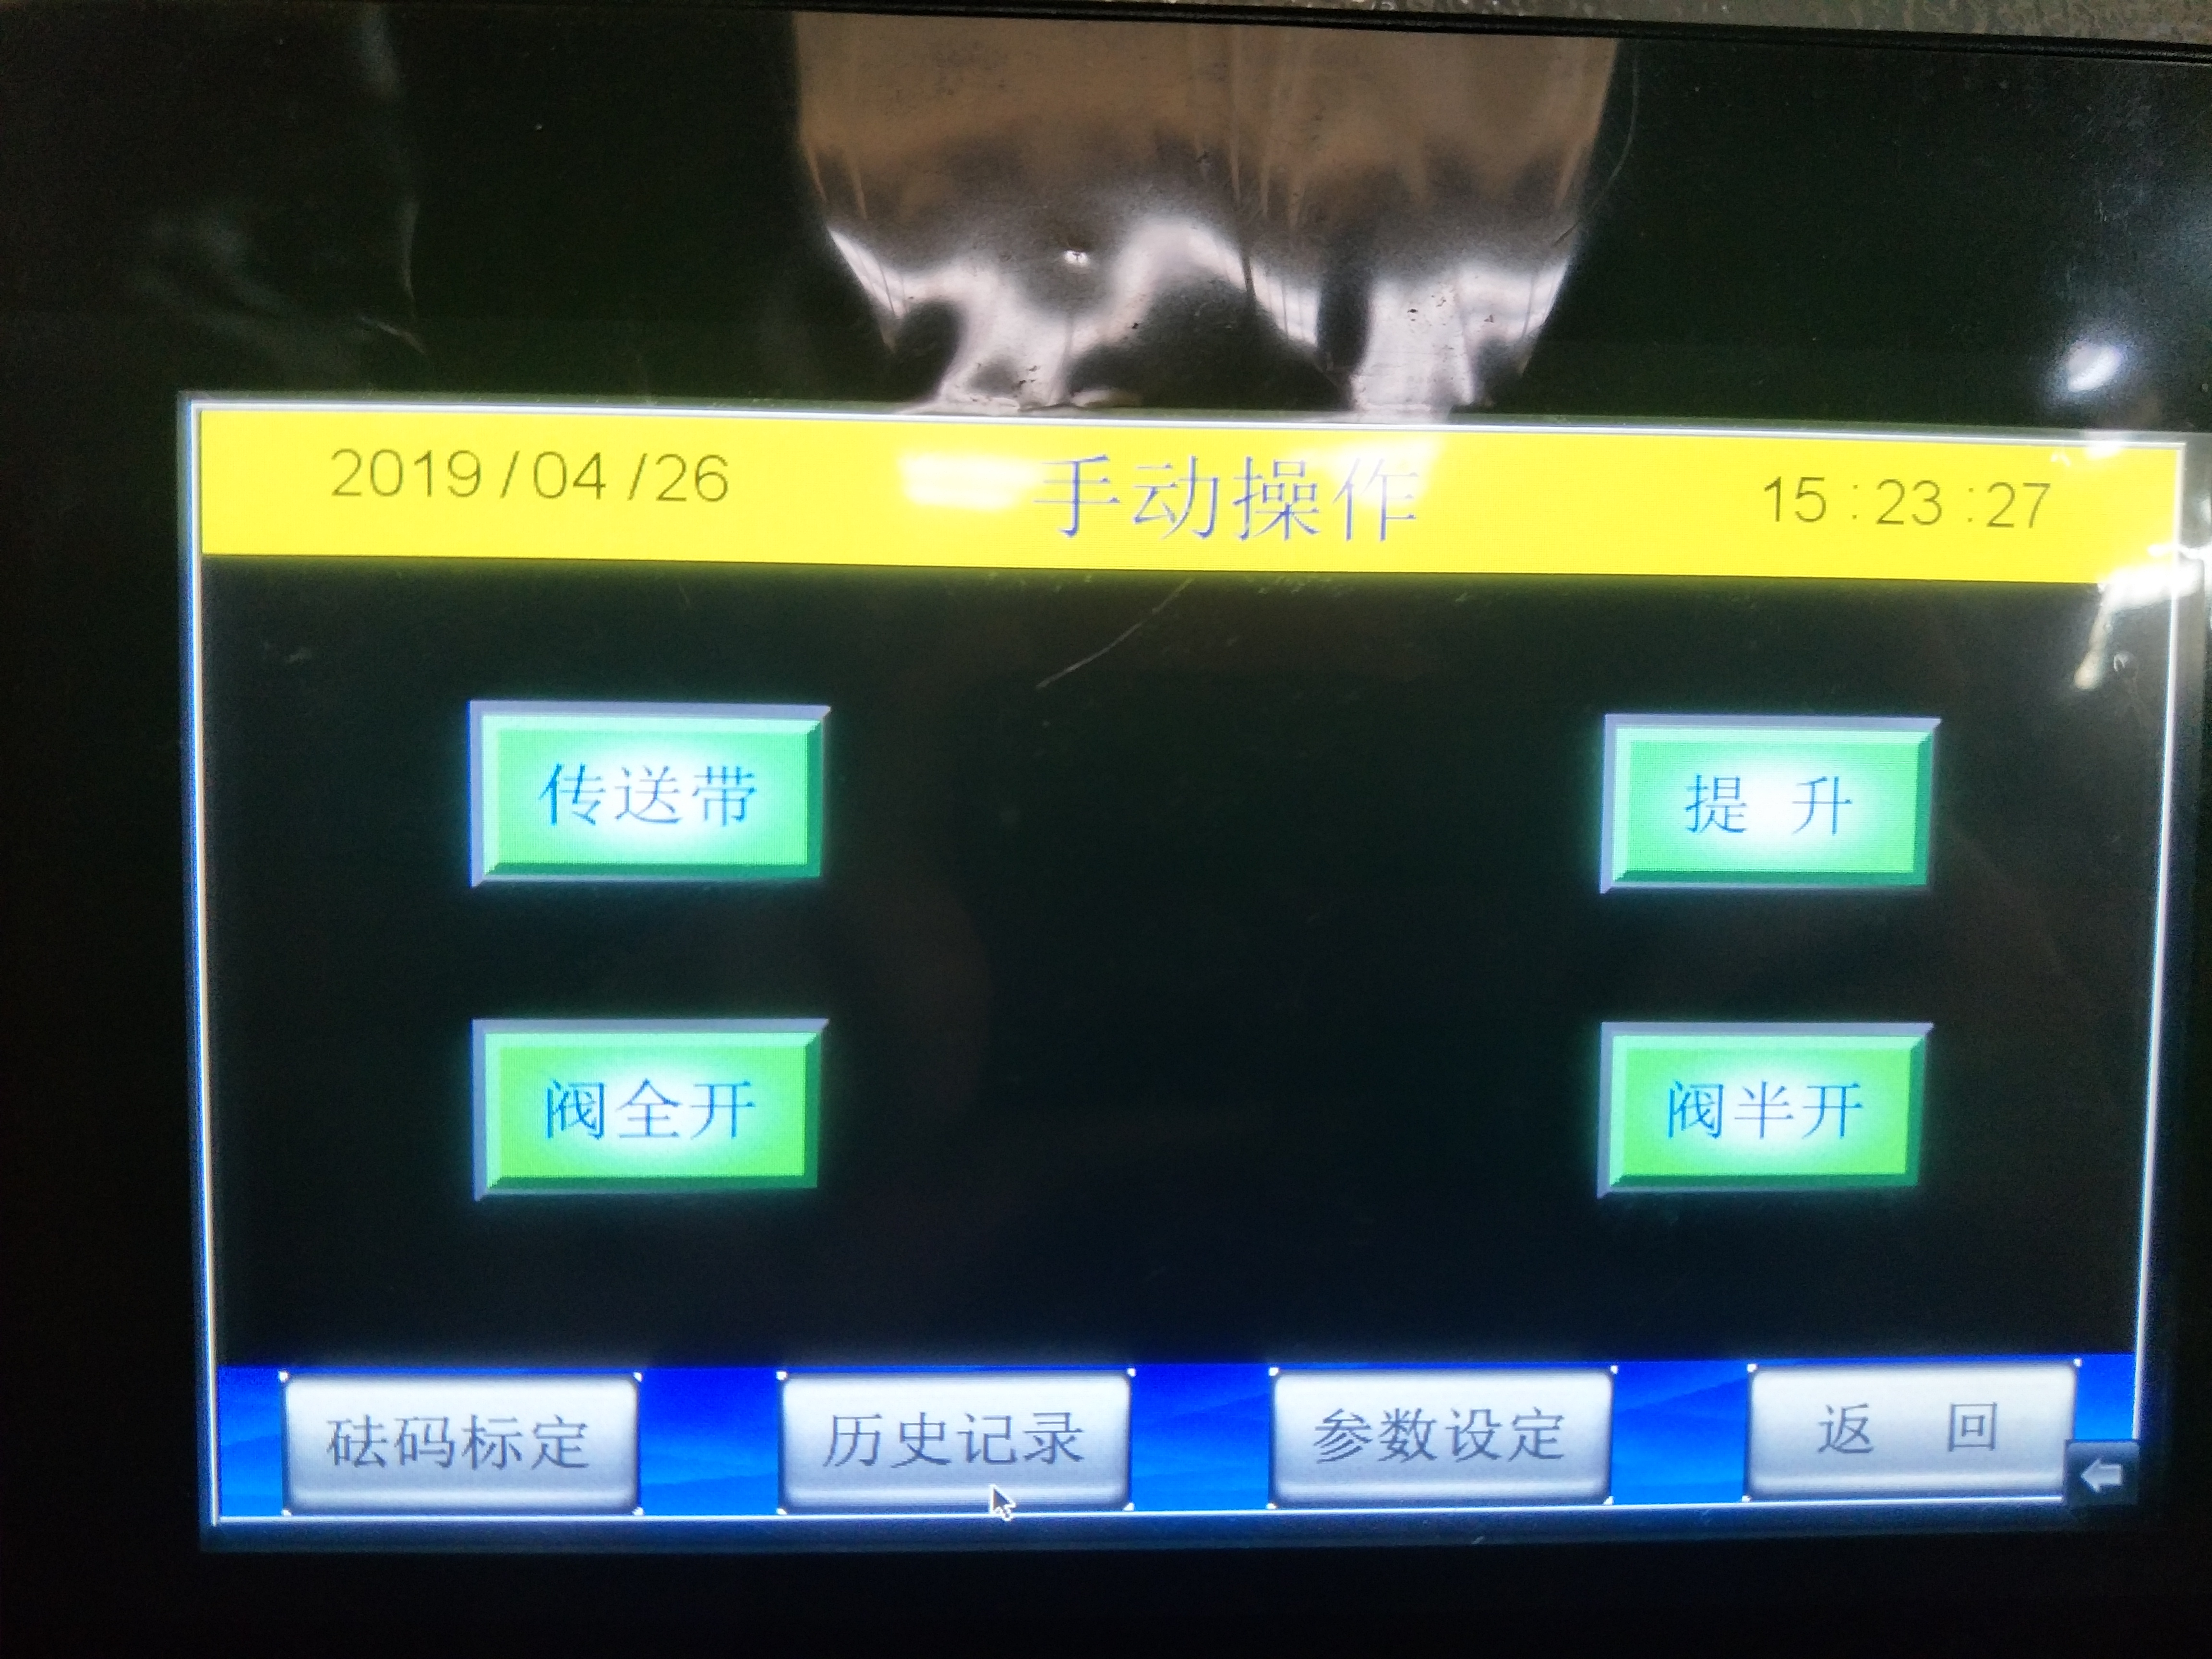 2019/04/26 手动操作 15:23:27
传送带 提 升
阀全开 阀半开
砝码标定 历史记录 参数设定 返 回